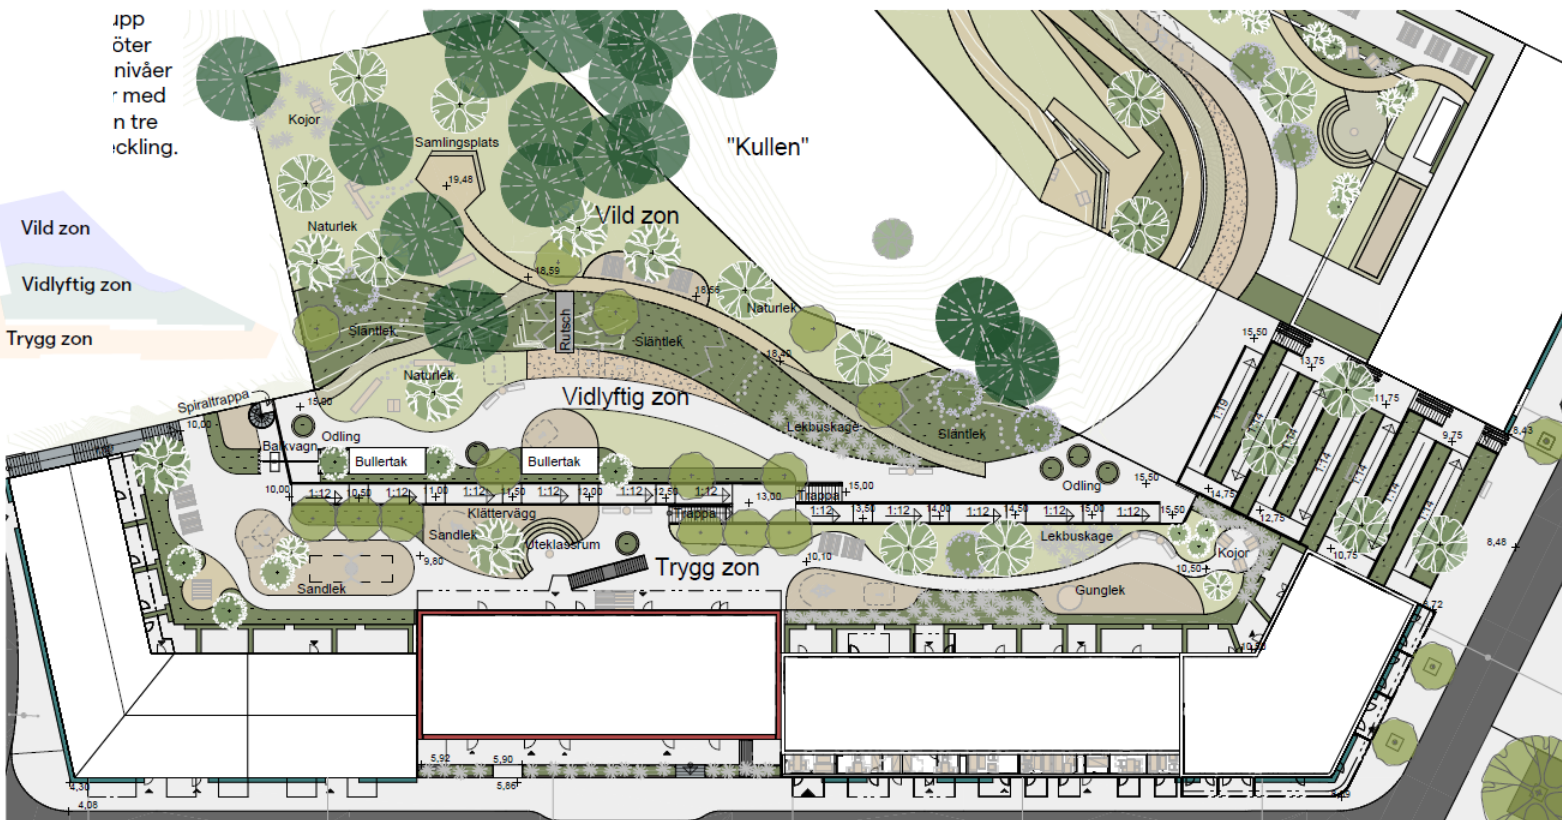 upp
öter
nivåer
r med
n tre
eckling.
Vild zon
Vidlyftig zon
Trygg zon
Kojor
Samlingsplats
19,48
"Kullen"
Naturlek
Vild zon
18,59
18,56
Naturlek
Släntlek
Rutsch
Släntlek
18,40
Naturlek
Vidlyftig zon
Spiraltrappa
15,00
10,00
Odling
Balkvagn
Bullertak
Bullertak
Lekbuskage
Släntlek
Odling
15,50
15,50
13,75
11,75
9,75
8,43
1:19
1:14
1:14
1:14
1:14
1:14
14,75
12,75
10,75
8,48
10,00
1:12
10,50
1:12
11,00
1:12
11,50
1:12
12,00
1:12
12,50
1:12
13,00
Trappa
15,00
1:12
13,50
1:12
14,00
1:12
14,50
1:12
15,00
1:12
15,50
Klättervägg
Trappa
Sandlek
Uteklassrum
Lekbuskage
Kojor
9,80
10,10
10,50
Trygg zon
Sandlek
Gunglek
5,92
5,90
5,86
4,30
4,08